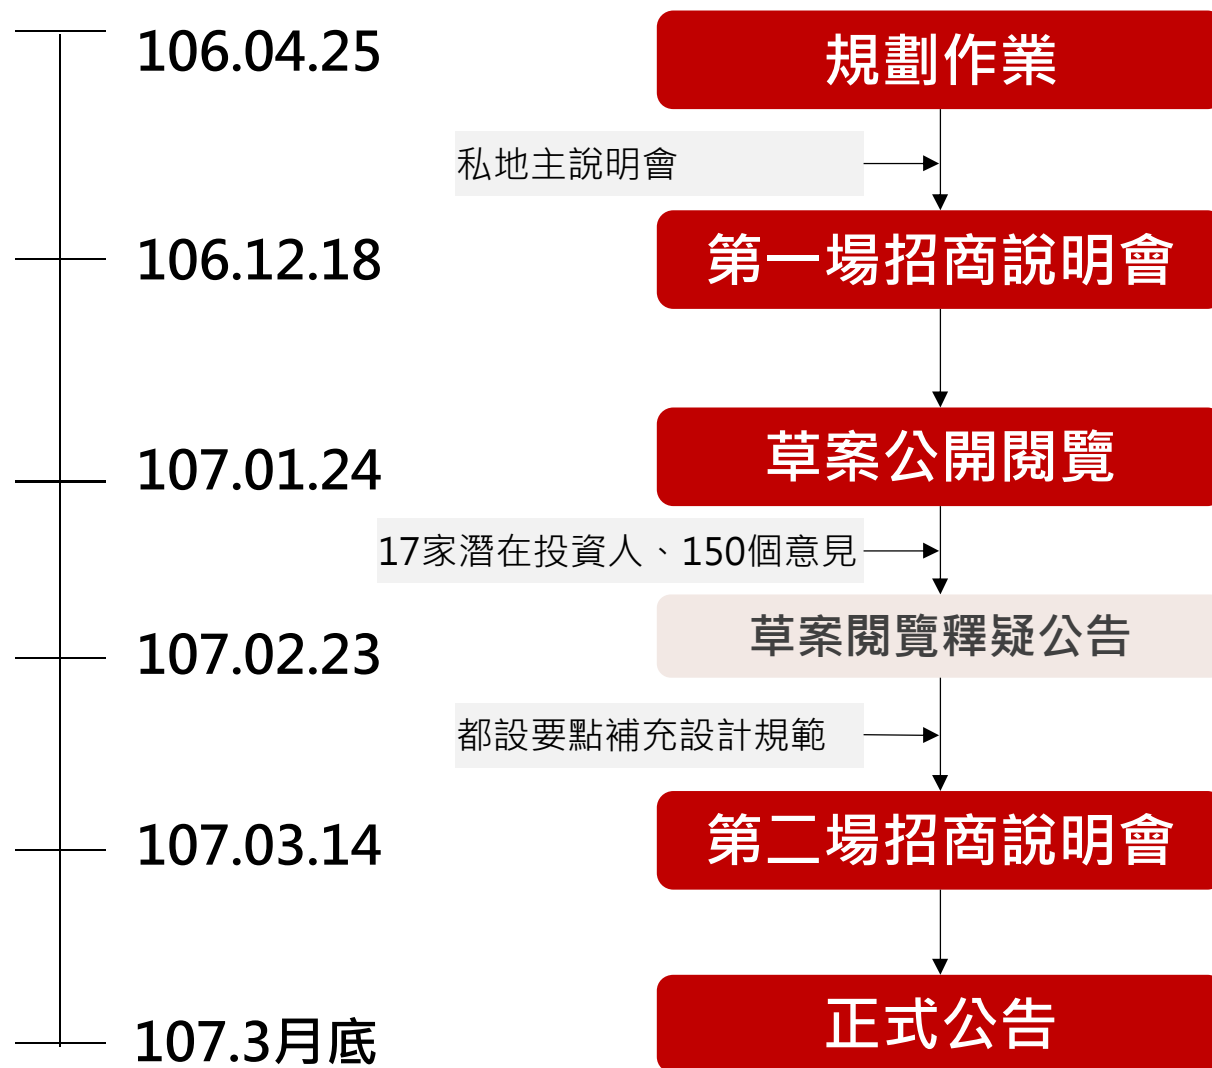 106.04.25
規劃作業
私地主說明會
106.12.18
第一場招商說明會
107.01.24
草案公開閱覽
17家潛在投資人、150個意見
107.02.23
草案閱覽釋疑公告
都設要點補充設計規範
107.03.14
第二場招商說明會
107.3月底
正式公告